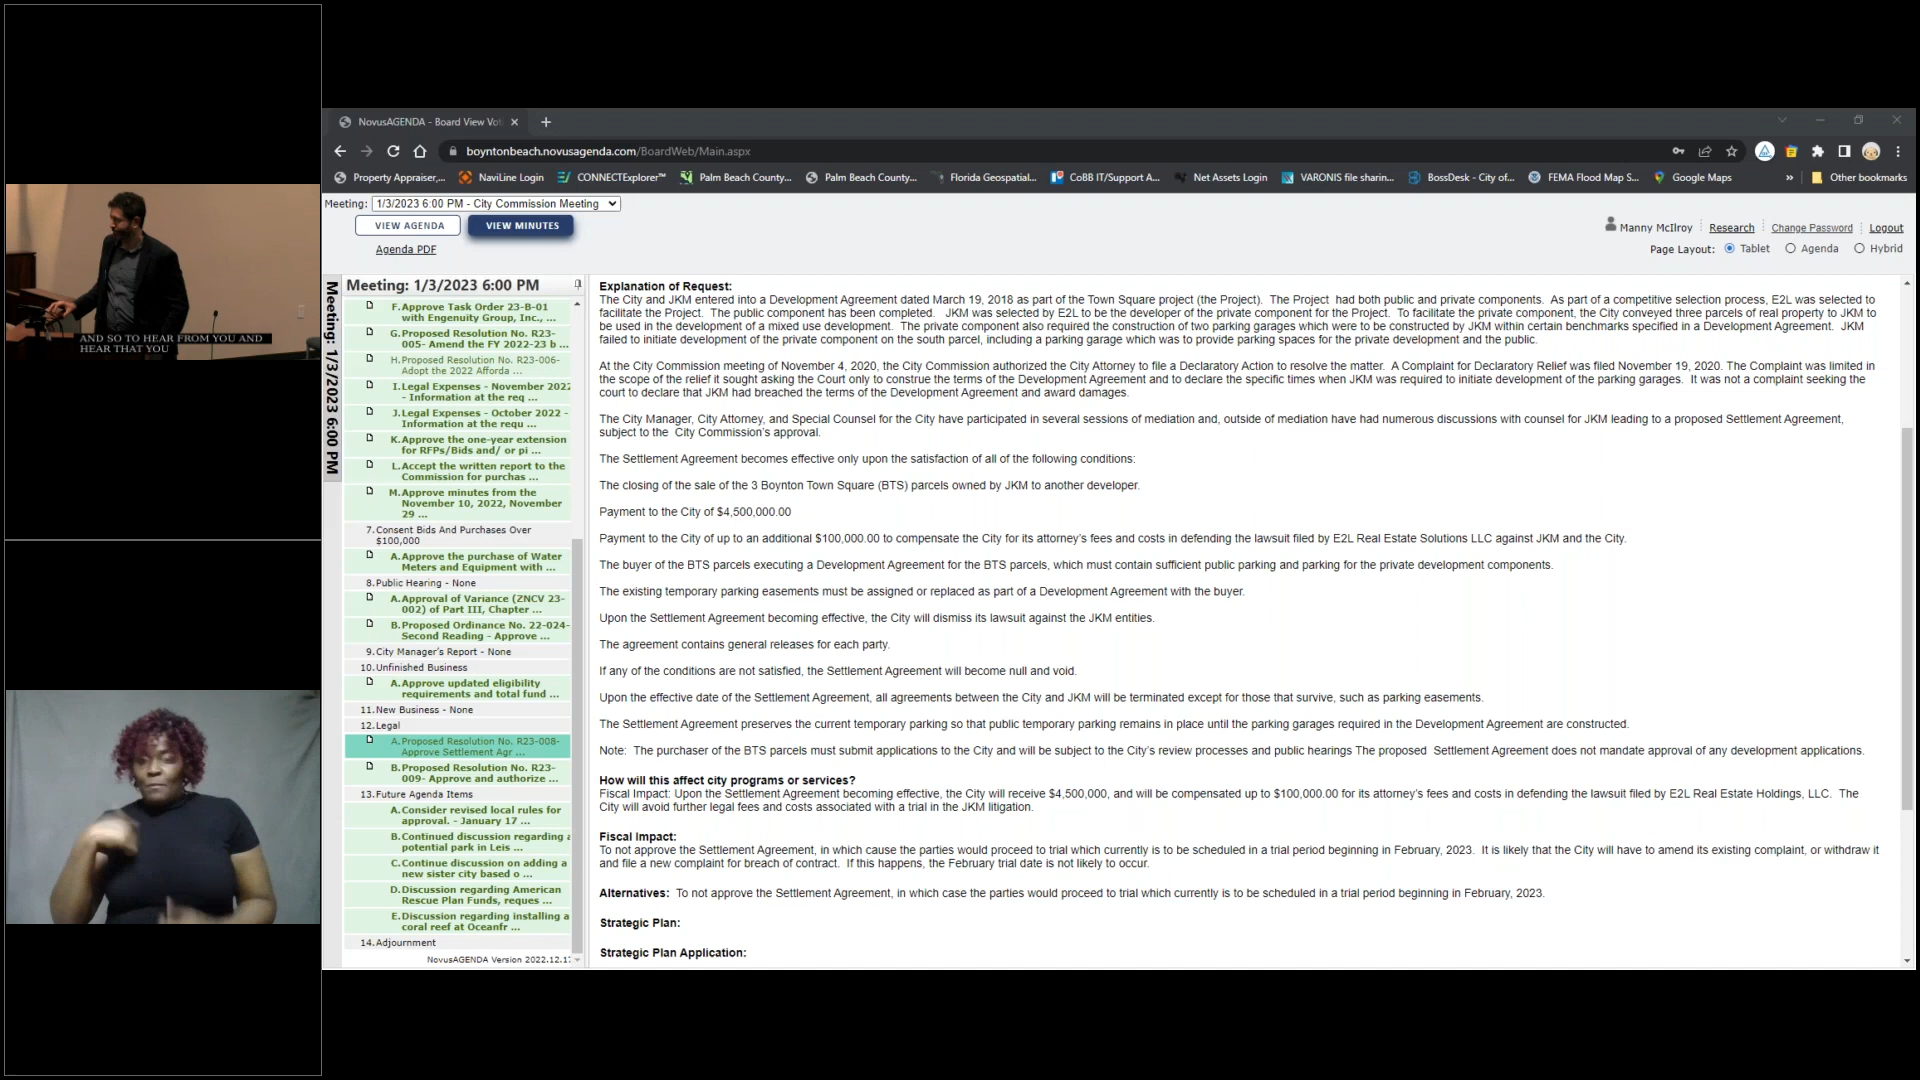 AND SO TO HEAR FROM YOU AND
HEAR THAT YOU
NovusAGENDA - Board View Vot
boyntonbeach.novusagenda.com/BoardWeb/Main.aspx
Property Appraiser,... NaviLine Login CONNECTExplorer™ Palm Beach County... Palm Beach County... Florida Geospatial... CoBB IT/Support A... Net Assets Login VARONIS file sharin... BossDesk - City of... FEMA Flood Map S... Google Maps » Other bookmarks
Meeting: 1/3/2023 6:00 PM - City Commission Meeting
VIEW AGENDA VIEW MINUTES
Agenda PDF
Manny McIlroy Research Change Password Logout
Page Layout: Tablet Agenda Hybrid
Meeting: 1/3/2023 6:00 PM
Meeting: 1/3/2023 6:00 PM
F.Approve Task Order 23-B-01
with Engenuity Group, Inc., ...
G.Proposed Resolution No. R23-
005- Amend the FY 2022-23 b ...
H.Proposed Resolution No. R23-006-
Adopt the 2022 Afforda ...
I.Legal Expenses - November 2022
- Information at the req ...
J.Legal Expenses - October 2022 -
Information at the requ ...
K.Approve the one-year extension
for RFPs/Bids and/ or pi ...
L.Accept the written report to the
Commission for purchas ...
M.Approve minutes from the
November 10, 2022, November
29 ...
7.Consent Bids And Purchases Over
$100,000
A.Approve the purchase of Water
Meters and Equipment with ...
8.Public Hearing - None
A.Approval of Variance (ZNCV 23-
002) of Part III, Chapter ...
B.Proposed Ordinance No. 22-024-
Second Reading - Approve ...
9.City Manager's Report - None
10.Unfinished Business
A.Approve updated eligibility
requirements and total fund ...
11.New Business - None
12.Legal
A.Proposed Resolution No. R23-008-
Approve Settlement Agr ...
B.Proposed Resolution No. R23-
009- Approve and authorize ...
13.Future Agenda Items
A.Consider revised local rules for
approval. - January 17 ...
B.Continued discussion regarding a
potential park in Leis ...
C.Continue discussion on adding a
new sister city based o ...
D.Discussion regarding American
Rescue Plan Funds, reques ...
E.Discussion regarding installing a
coral reef at Oceanfr ...
14.Adjournment
NovusAGENDA Version 2022.12.17
Explanation of Request:
The City and JKM entered into a Development Agreement dated March 19, 2018 as part of the Town Square project (the Project). The Project had both public and private components. As part of a competitive selection process, E2L was selected to
facilitate the Project. The public component has been completed. JKM was selected by E2L to be the developer of the private component for the Project. To facilitate the private component, the City conveyed three parcels of real property to JKM to
be used in the development of a mixed use development. The private component also required the construction of two parking garages which were to be constructed by JKM within certain benchmarks specified in a Development Agreement. JKM
failed to initiate development of the private component on the south parcel, including a parking garage which was to provide parking spaces for the private development and the public.
At the City Commission meeting of November 4, 2020, the City Commission authorized the City Attorney to file a Declaratory Action to resolve the matter. A Complaint for Declaratory Relief was filed November 19, 2020. The Complaint was limited in
the scope of the relief it sought asking the Court only to construe the terms of the Development Agreement and to declare the specific times when JKM was required to initiate development of the parking garages. It was not a complaint seeking the
court to declare that JKM had breached the terms of the Development Agreement and award damages.
The City Manager, City Attorney, and Special Counsel for the City have participated in several sessions of mediation and, outside of mediation have had numerous discussions with counsel for JKM leading to a proposed Settlement Agreement,
subject to the City Commission's approval.
The Settlement Agreement becomes effective only upon the satisfaction of all of the following conditions:
The closing of the sale of the 3 Boynton Town Square (BTS) parcels owned by JKM to another developer.
Payment to the City of $4,500,000.00
Payment to the City of up to an additional $100,000.00 to compensate the City for its attorney's fees and costs in defending the lawsuit filed by E2L Real Estate Solutions LLC against JKM and the City.
The buyer of the BTS parcels executing a Development Agreement for the BTS parcels, which must contain sufficient public parking and parking for the private development components.
The existing temporary parking easements must be assigned or replaced as part of a Development Agreement with the buyer.
Upon the Settlement Agreement becoming effective, the City will dismiss its lawsuit against the JKM entities.
The agreement contains general releases for each party.
If any of the conditions are not satisfied, the Settlement Agreement will become null and void.
Upon the effective date of the Settlement Agreement, all agreements between the City and JKM will be terminated except for those that survive, such as parking easements.
The Settlement Agreement preserves the current temporary parking so that public temporary parking remains in place until the parking garages required in the Development Agreement are constructed.
Note: The purchaser of the BTS parcels must submit applications to the City and will be subject to the City's review processes and public hearings The proposed Settlement Agreement does not mandate approval of any development applications.
How will this affect city programs or services?
Fiscal Impact: Upon the Settlement Agreement becoming effective, the City will receive $4,500,000, and will be compensated up to $100,000.00 for its attorney's fees and costs in defending the lawsuit filed by E2L Real Estate Holdings, LLC. The
City will avoid further legal fees and costs associated with a trial in the JKM litigation.
Fiscal Impact:
To not approve the Settlement Agreement, in which cause the parties would proceed to trial which currently is to be scheduled in a trial period beginning in February, 2023. It is likely that the City will have to amend its existing complaint, or withdraw it
and file a new complaint for breach of contract. If this happens, the February trial date is not likely to occur.
Alternatives: To not approve the Settlement Agreement, in which case the parties would proceed to trial which currently is to be scheduled in a trial period beginning in February, 2023.
Strategic Plan:
Strategic Plan Application: